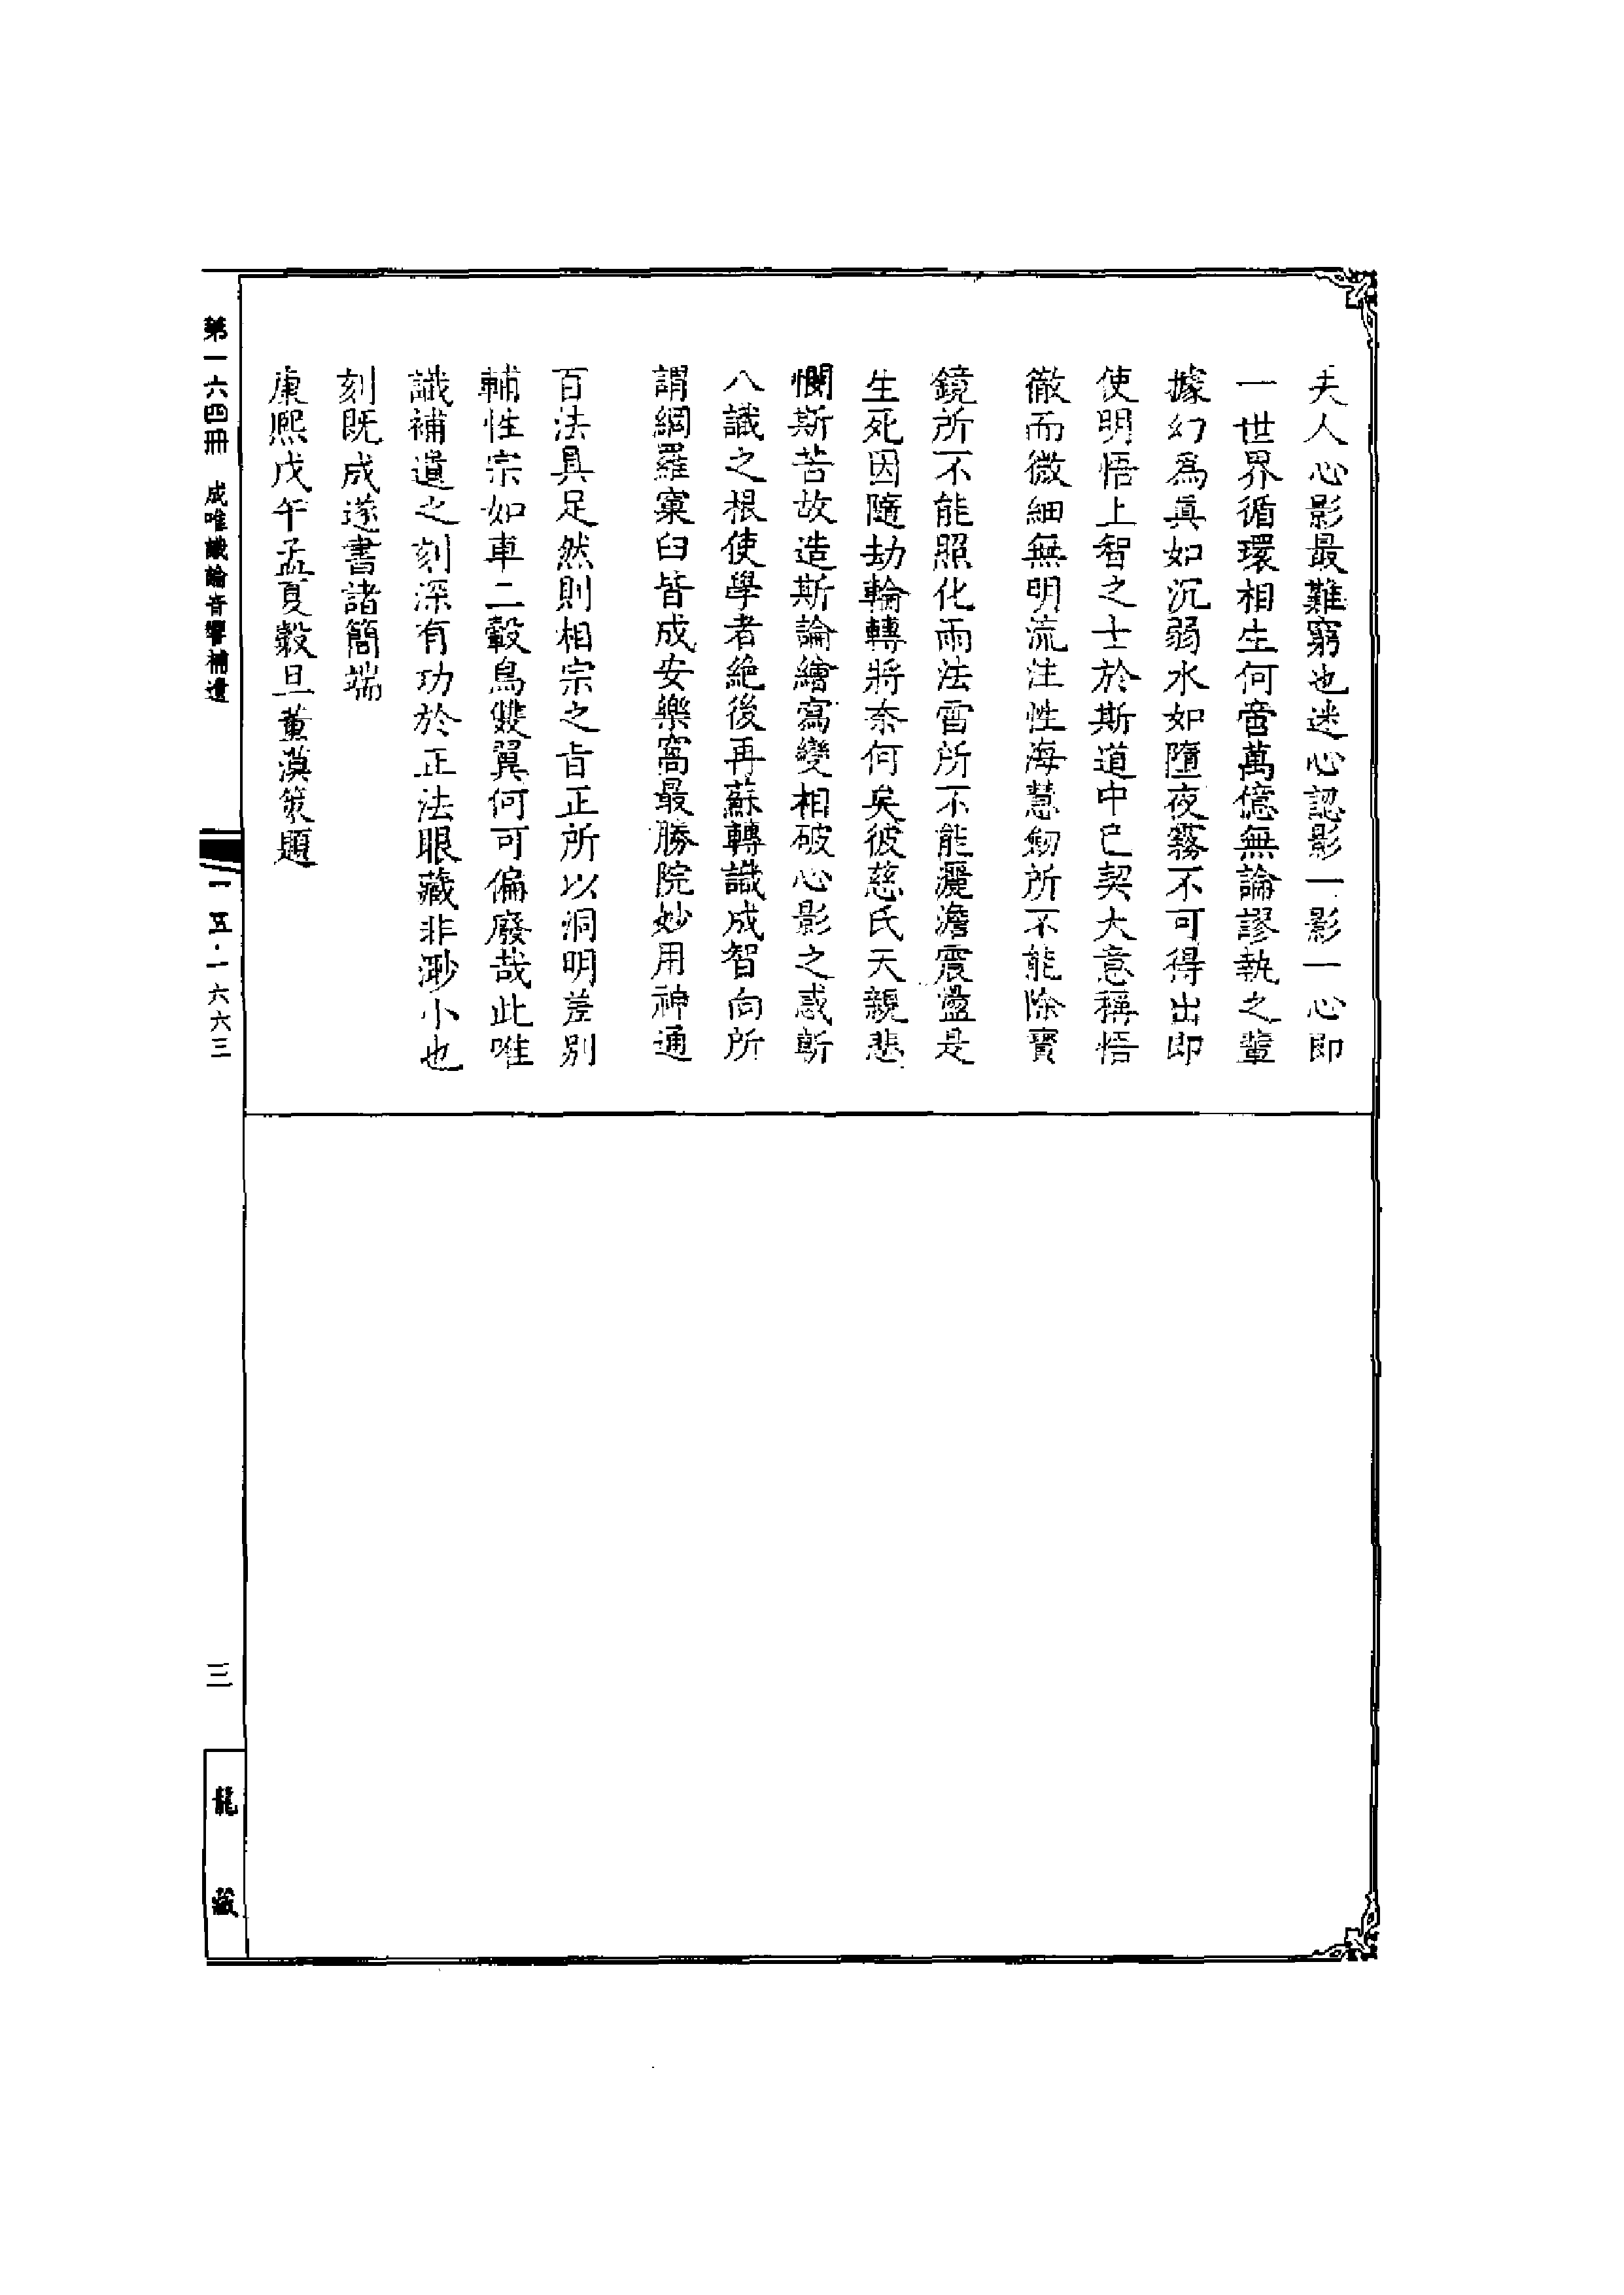 夫人心影最難窮也迷心認影一影一心即
一世界循環相生何啻萬億無論謬執之輩
據幻爲真如沉弱水如墮夜霧不可得出即
使明悟上智之士於斯道中已契大意稱悟
徹而微細無明流注性海慧劒所不能除寶
鏡所不能照化雨法雷所不能灑澹震盪是
生死因隨劫輪轉將奈何矣彼慈氏天親悲
憫斯苦故造斯論繪寫變相破心影之惑斬
八識之根使學者絶後再蘇轉識成智向所
謂網羅窠臼皆成安樂窩最勝院妙用神通
百法具足然則相宗之旨正所以洞明差別
輔性宗如車二轂鳥雙翼何可偏廢哉此唯
識補遺之刻深有功於正法眼藏非渺小也
刻既成遂書諸簡端
康熙戊午孟夏穀旦董漢策題
第一六四冊 成唯識論音響補遺
一五·一六六三
三
龍藏